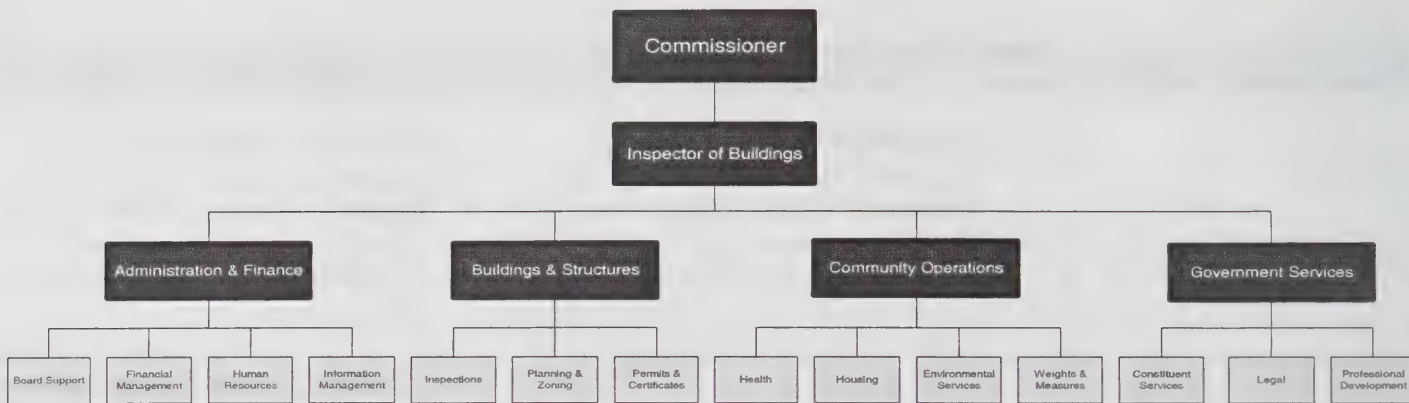 Commissioner
Inspector of Buildings
Administration & Finance
Buildings & Structures
Community Operations
Government Services
Board Support
Financial
Management
Human
Resources
Information
Management
Inspections
Planning &
Zoning
Permits &
Certificates
Health
Housing
Environmental
Services
Weights &
Measures
Constituent
Services
Legal
Professional
Development